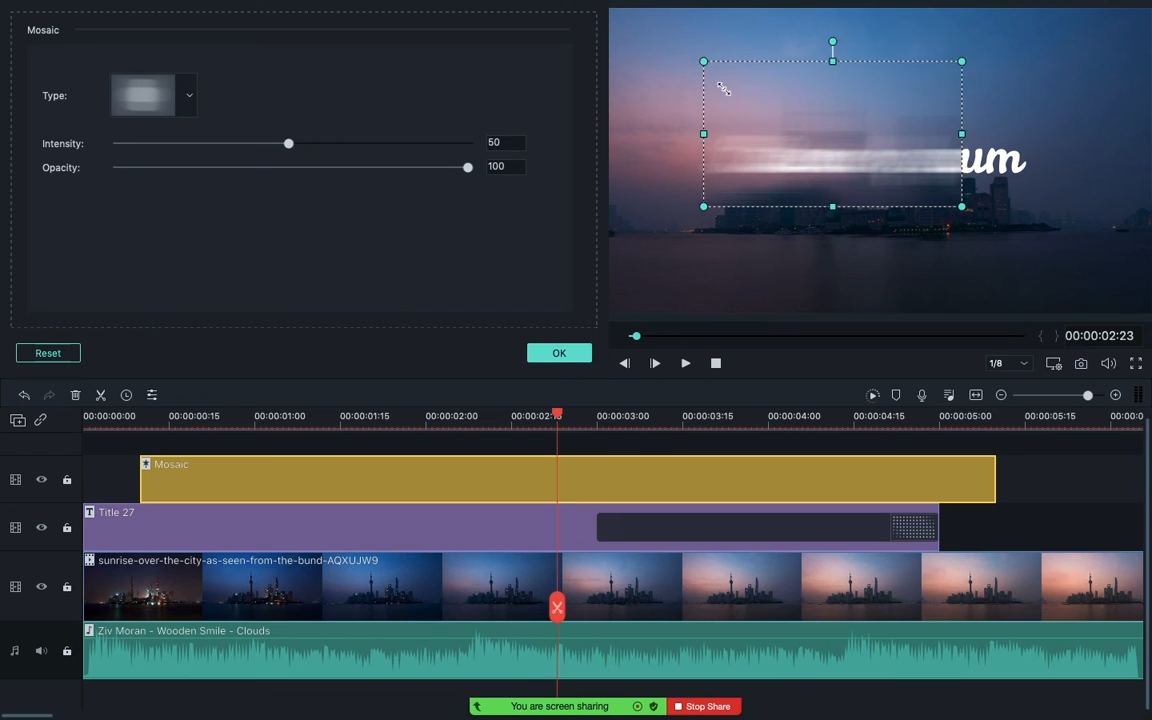 Mosaic
Type:
Intensity:
50
Opacity:
100
um
Reset
OK
00:00:02:23
1/8
00:00:00:00
00:00:00:15
00:00:01:00
00:00:01:15
00:00:02:00
00:00:03:00
00:00:03:15
00:00:04:00
00:00:04:15
00:00:05:00
00:00:05:15
Mosaic
T Title 27
sunrise-over-the-city-as-seen-from-the-bund-AQXUJW9
Ziv Moran - Wooden Smile - Clouds
You are screen sharing
Stop Share